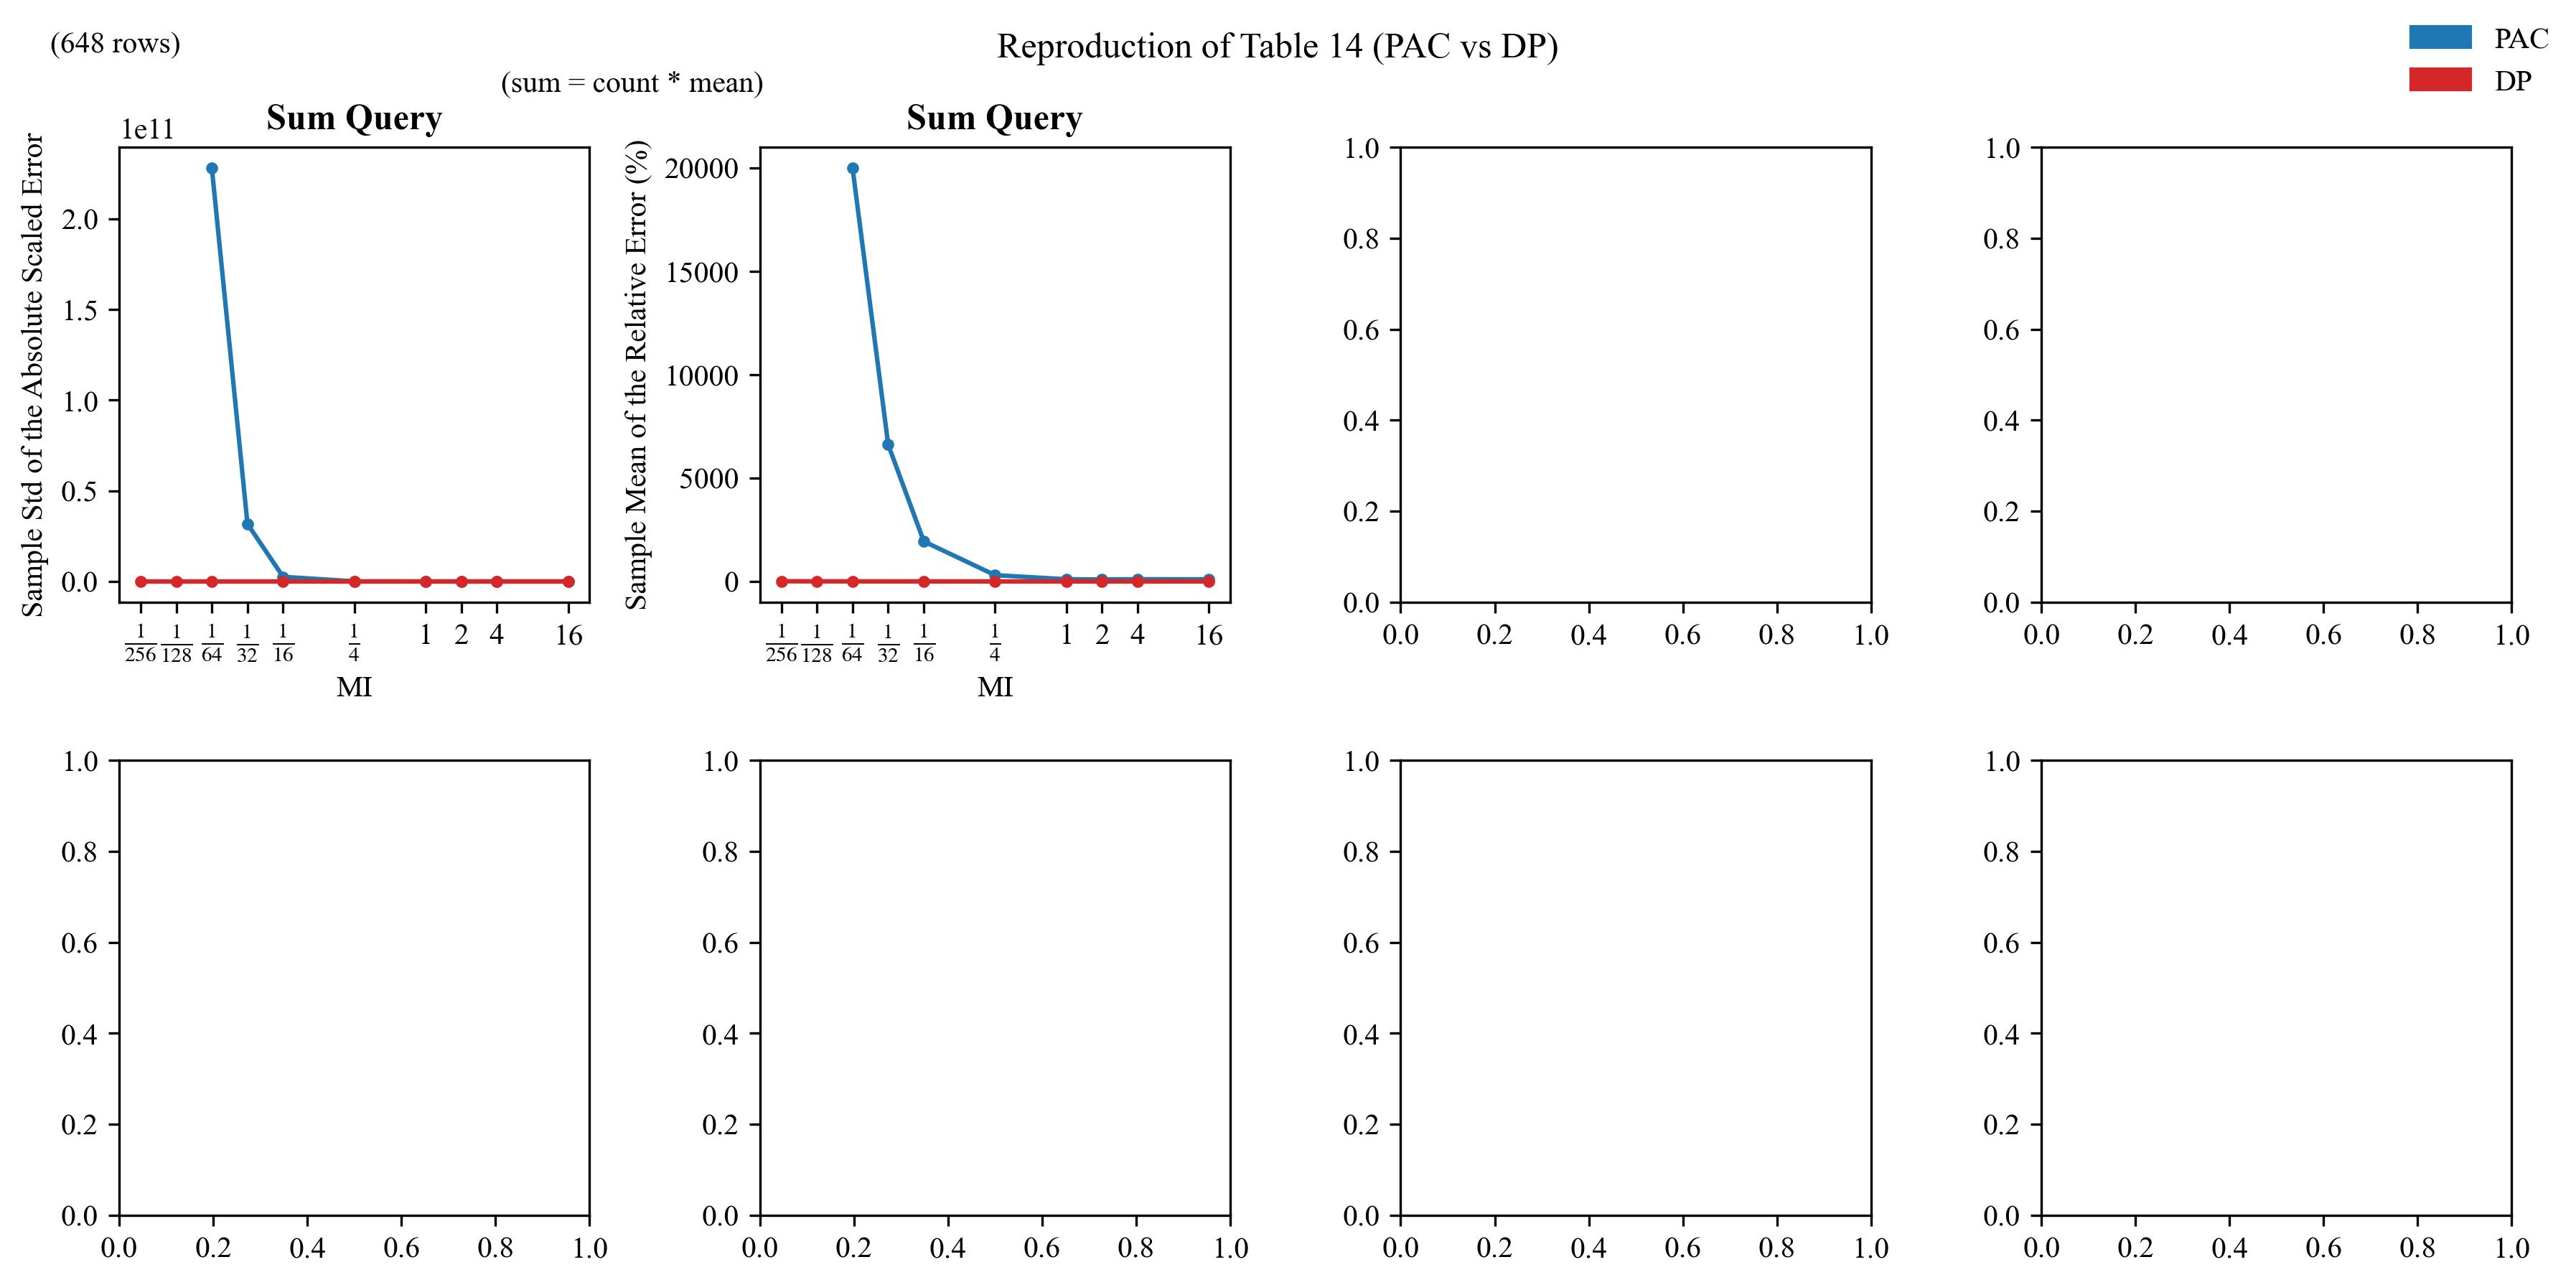 (648 rows)
Reproduction of Table 14 (PAC vs DP)
PAC
DP
(sum = count * mean)
Sum Query
1e11
Sample Std of the Absolute Scaled Error
2.0
1.5
1.0
0.5
0.0
1/256 1/128 1/64 1/32 1/16 1/4 1 2 4 16
MI
Sum Query
Sample Mean of the Relative Error (%)
20000
15000
10000
5000
0
1/256 1/128 1/64 1/32 1/16 1/4 1 2 4 16
MI
1.0
0.8
0.6
0.4
0.2
0.0
0.0 0.2 0.4 0.6 0.8 1.0
1.0
0.8
0.6
0.4
0.2
0.0
0.0 0.2 0.4 0.6 0.8 1.0
1.0
0.8
0.6
0.4
0.2
0.0
0.0 0.2 0.4 0.6 0.8 1.0
1.0
0.8
0.6
0.4
0.2
0.0
0.0 0.2 0.4 0.6 0.8 1.0
1.0
0.8
0.6
0.4
0.2
0.0
0.0 0.2 0.4 0.6 0.8 1.0
1.0
0.8
0.6
0.4
0.2
0.0
0.0 0.2 0.4 0.6 0.8 1.0